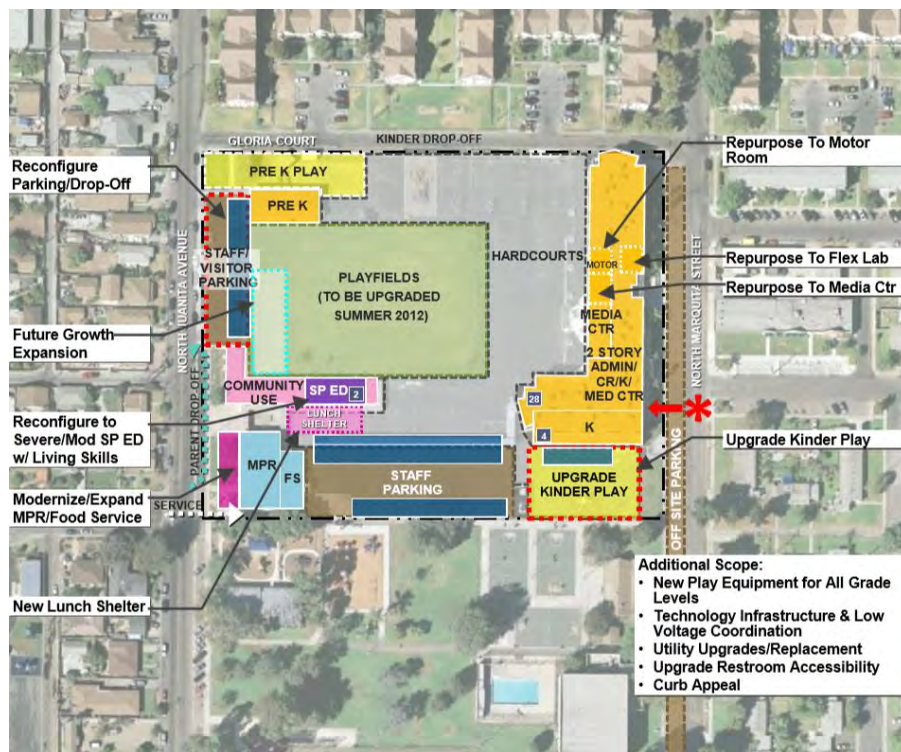 GLORIA COURT
KINDER DROP-OFF
Reconfigure
Parking/Drop-Off
PRE K PLAY
Repurpose To Motor
Room
PRE K
NORTH JUANITA AVENUE
STAFF/
VISITOR
PARKING
PLAYFIELDS
(TO BE UPGRADED
SUMMER 2012)
HARDCOURTS
MOTOR
Repurpose To Flex Lab
Repurpose To Media Ctr
NORTH MARQUITA STREET
MEDIA
CTR
Future Growth
Expansion
2 STORY
ADMIN/
CR/K/
MED CTR
COMMUNITY
USE
SP ED
2
28
LUNCH
SHELTER
Reconfigure to
Severe/Mod SP ED
w/ Living Skills
PARENT DROP-OFF
K
4
Upgrade Kinder Play
MPR
FS
STAFF
PARKING
UPGRADE
KINDER PLAY
Modernize/Expand
MPR/Food Service
SERVICE
OFF SITE PARKING
New Lunch Shelter
Additional Scope:
• New Play Equipment for All Grade
Levels
• Technology Infrastructure & Low
Voltage Coordination
• Utility Upgrades/Replacement
• Upgrade Restroom Accessibility
• Curb Appeal